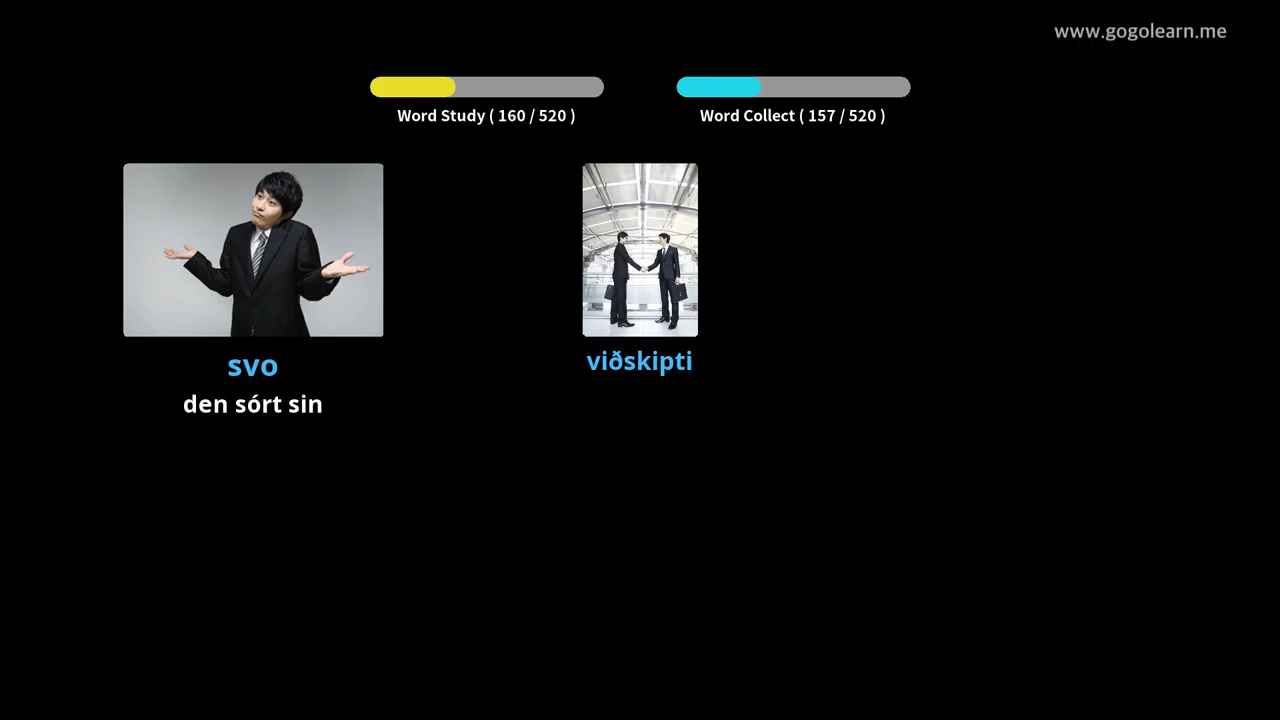 www.gogolearn.me
Word Study ( 160 / 520 )
Word Collect ( 157 / 520 )
svo
den sórt sin
viðskipti